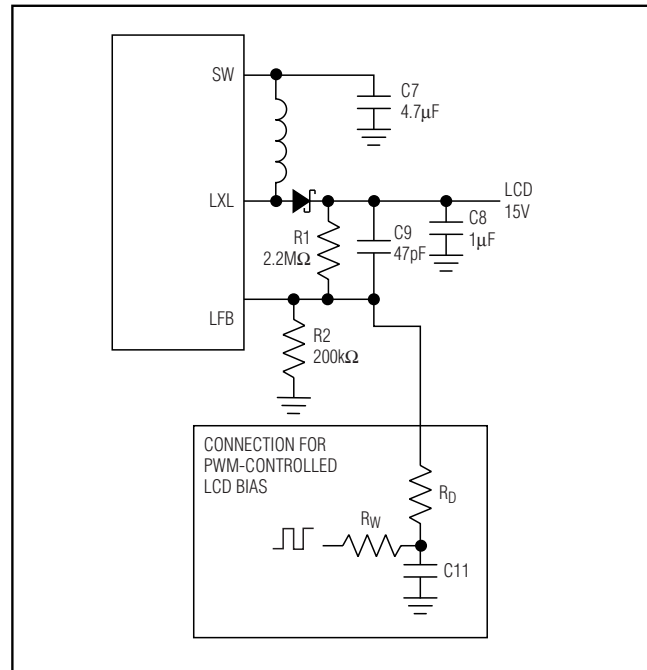 SW
C7
4.7μF
LXL
LCD
15V
R1
2.2MΩ
C9
47pF
C8
1μF
LFB
R2
200kΩ
CONNECTION FOR
PWM-CONTROLLED
LCD BIAS
RD
RW
C11